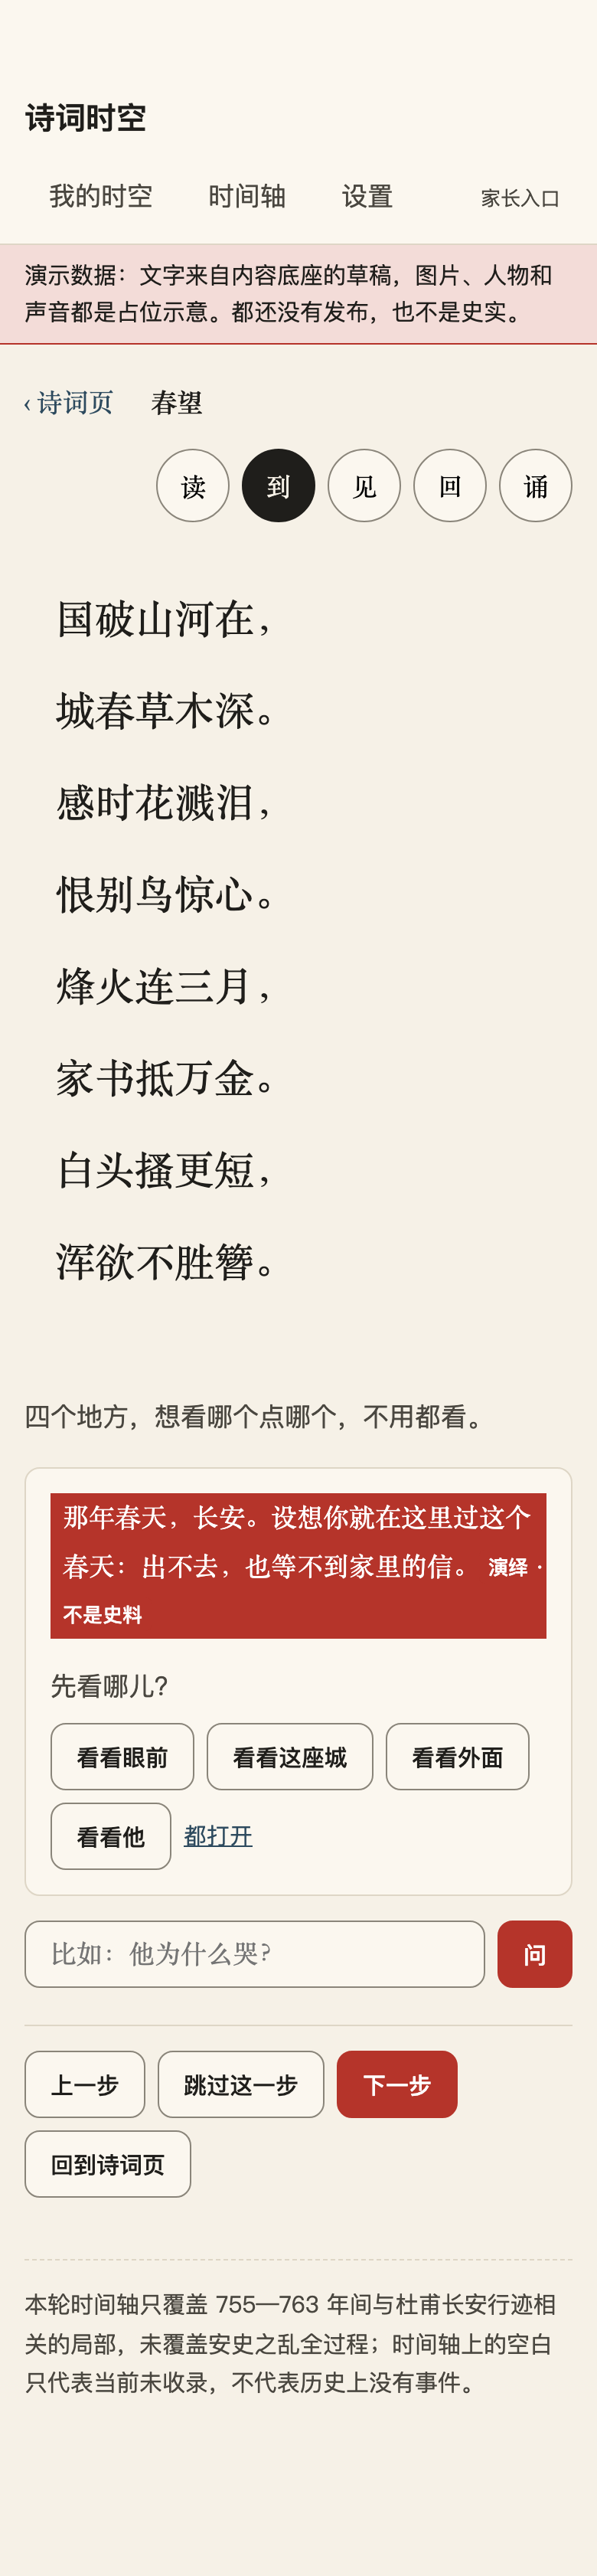 诗词时空
我的时空 时间轴 设置 家长入口
演示数据：文字来自内容底座的草稿，图片、人物和
声音都是占位示意。都还没有发布，也不是史实。
‹ 诗词页 春望
读 到 见 回 诵
国破山河在，
城春草木深。
感时花溅泪，
恨别鸟惊心。
烽火连三月，
家书抵万金。
白头搔更短，
浑欲不胜簪。
四个地方，想看哪个点哪个，不用都看。
那年春天，长安。设想你就在这里过这个
春天：出不去，也等不到家里的信。 演绎 ·
不是史料
先看哪儿？
看看眼前 看看这座城 看看外面
看看他 都打开
比如：他为什么哭？ 问
上一步 跳过这一步 下一步
回到诗词页
本轮时间轴只覆盖 755—763 年间与杜甫长安行迹相
关的局部，未覆盖安史之乱全过程；时间轴上的空白
只代表当前未收录，不代表历史上没有事件。